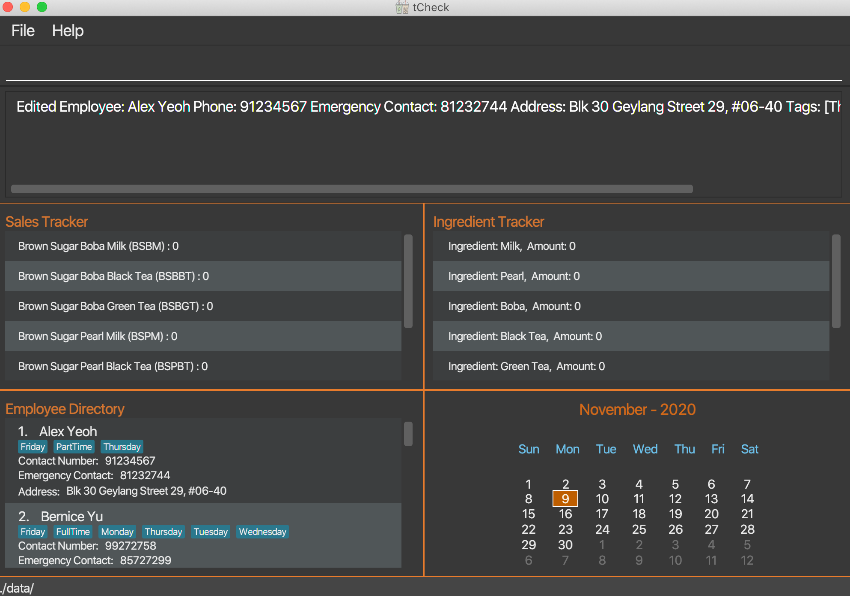 tCheck
File Help
Edited Employee: Alex Yeoh Phone: 91234567 Emergency Contact: 81232744 Address: Blk 30 Geylang Street 29, #06-40 Tags: [Th
Sales Tracker
Brown Sugar Boba Milk (BSBM) : 0
Brown Sugar Boba Black Tea (BSBBT) : 0
Brown Sugar Boba Green Tea (BSBGT) : 0
Brown Sugar Pearl Milk (BSPM) : 0
Brown Sugar Pearl Black Tea (BSPBT) : 0
Ingredient Tracker
Ingredient: Milk, Amount: 0
Ingredient: Pearl, Amount: 0
Ingredient: Boba, Amount: 0
Ingredient: Black Tea, Amount: 0
Ingredient: Green Tea, Amount: 0
Employee Directory
1. Alex Yeoh
Friday PartTime Thursday
Contact Number: 91234567
Emergency Contact: 81232744
Address: Blk 30 Geylang Street 29, #06-40
2. Bernice Yu
Friday FullTime Monday Thursday Tuesday Wednesday
Contact Number: 99272758
Emergency Contact: 85727299
November - 2020
Sun Mon Tue Wed Thu Fri Sat
1 2 3 4 5 6 7
8 9 10 11 12 13 14
15 16 17 18 19 20 21
22 23 24 25 26 27 28
29 30 1 2 3 4 5
6 7 8 9 10 11 12
./data/